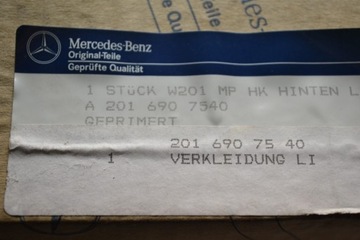 Mercedes-Benz
Original-Teile
Geprüfte Qualität
1 STÜCK W201 MP HK HINTEN L
A 201 690 7540
GEPRIMERT
201 690 75 40
1 VERKLEIDUNG LI